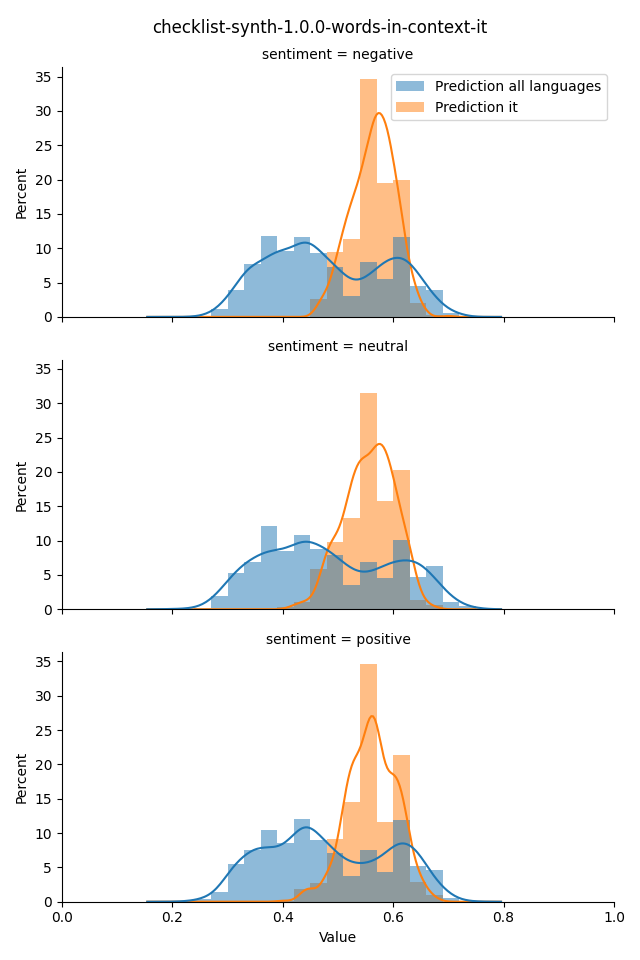 checklist-synth-1.0.0-words-in-context-it
sentiment = negative
35
30
25
20
15
10
5
0
Percent
Prediction all languages
Prediction it
sentiment = neutral
35
30
25
20
15
10
5
0
Percent
sentiment = positive
35
30
25
20
15
10
5
0
Percent
0.0 0.2 0.4 0.6 0.8 1.0
Value